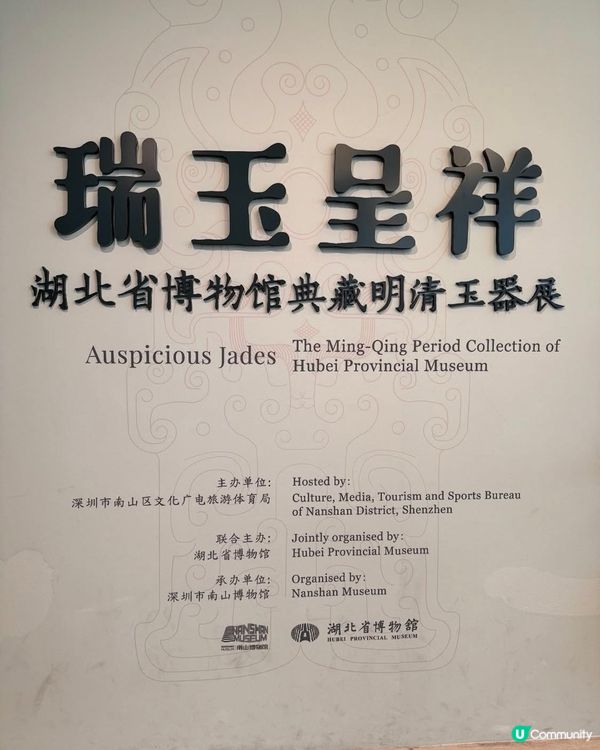 瑞玉呈祥
湖北省博物馆典藏明清玉器展
Auspicious Jades
The Ming-Qing Period Collection of
Hubei Provincial Museum
主办单位:
深圳市南山区文化广电旅游体育局
Hosted by:
Culture, Media, Tourism and Sports Bureau
of Nanshan District, Shenzhen
联合主办:
湖北省博物馆
Jointly organised by:
Hubei Provincial Museum
承办单位:
深圳市南山博物馆
Organised by:
Nanshan Museum
NANSHAN
MUSEUM
南山博物馆
湖北省博物館
HUBEI PROVINCIAL MUSEUM
U Community